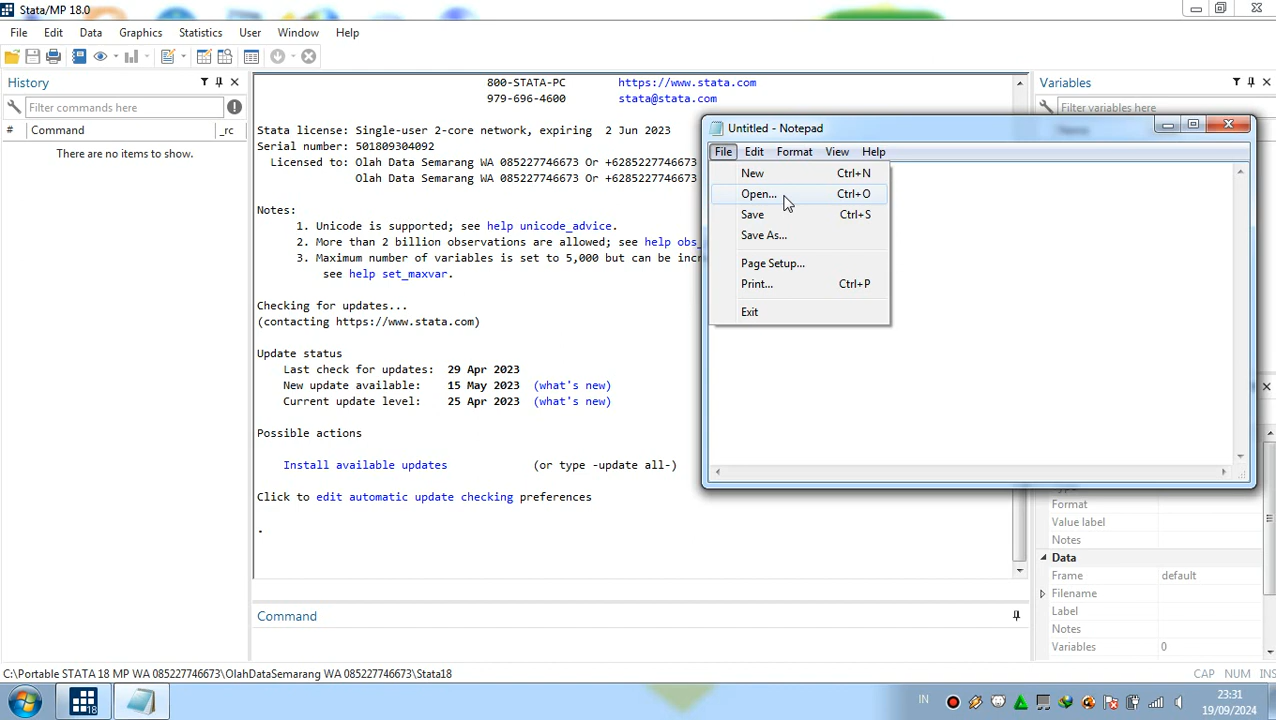 Stata/MP 18.0
File Edit Data Graphics Statistics User Window Help
History
Filter commands here
# Command _rc
There are no items to show.
800-STATA-PC https://www.stata.com
979-696-4600 stata@stata.com
Stata license: Single-user 2-core network, expiring 2 Jun 2023
Serial number: 501809304092
Licensed to: Olah Data Semarang WA 085227746673 Or +6285227746673
Olah Data Semarang WA 085227746673 Or +6285227746673
Notes:
1. Unicode is supported; see help unicode_advice.
2. More than 2 billion observations are allowed; see help obs_
3. Maximum number of variables is set to 5,000 but can be incr
see help set_maxvar.
Checking for updates...
(contacting https://www.stata.com)
Update status
Last check for updates: 29 Apr 2023
New update available: 15 May 2023 (what's new)
Current update level: 25 Apr 2023 (what's new)
Possible actions
Install available updates (or type -update all-)
Click to edit automatic update checking preferences
.
Command
Variables
Filter variables here
Untitled - Notepad
File Edit Format View Help
New Ctrl+N
Open... Ctrl+O
Save Ctrl+S
Save As...
Page Setup...
Print... Ctrl+P
Exit
Format
Value label
Notes
Data
Frame default
Filename
Label
Notes
Variables 0
C:\Portable STATA 18 MP WA 085227746673\OlahDataSemarang WA 085227746673\Stata18
CAP NUM INS
18
IN
23:31
19/09/2024